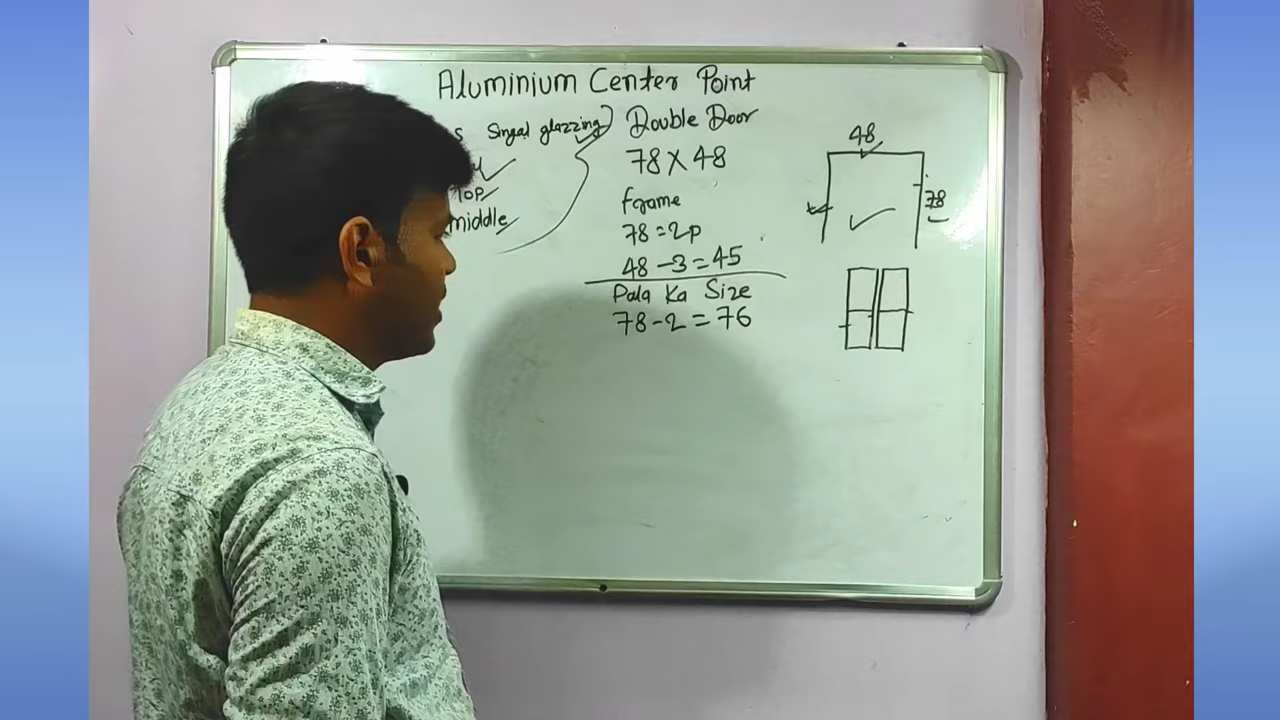 Aluminium Center Point
s Singal glazzing) Double Door
78 X 48
Top
middle
frame
78 = 2p
48 - 3 = 45
Pala Ka Size
78 - 2 = 76
48
78